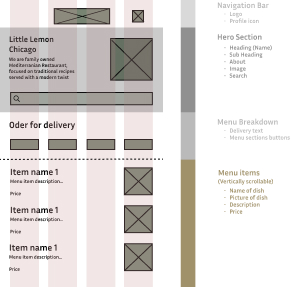 Little Lemon
Chicago
We are family owned
Mediterranean Restaurant,
focused on traditional recipes
served with a modern twist
Oder for delivery
Item name 1
Menu item description...
Price
Item name 1
Menu item description...
Price
Item name 1
Menu item description...
Price
Navigation Bar
- Logo
- Profile icon
Hero Section
- Heading (Name)
- Sub Heading
- About
- Image
- Search
Menu Breakdown
- Delivery text
- Menu sections buttons
Menu items
(Vertically scrollable)
- Name of dish
- Picture of dish
- Description
- Price